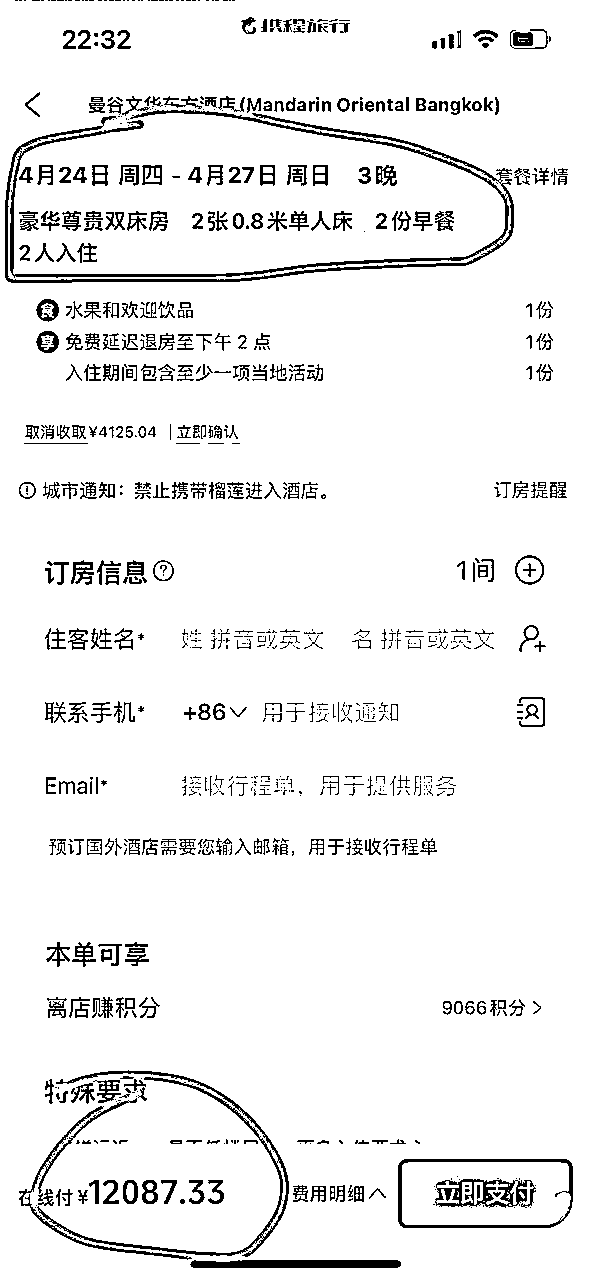 22:32
携程旅行
曼谷文华东方酒店(Mandarin Oriental Bangkok)
4月24日 周四 - 4月27日 周日 3晚
套餐详情
豪华尊贵双床房 2张0.8米单人床 2份早餐
2人入住
食 水果和欢迎饮品 1份
享 免费延迟退房至下午 2 点 1份
入住期间包含至少一项当地活动 1份
取消收取¥4125.04 | 立即确认
城市通知：禁止携带榴莲进入酒店。 订房提醒
订房信息 1间
住客姓名* 姓 拼音或英文 名 拼音或英文
联系手机* +86 用于接收通知
Email* 接收行程单，用于提供服务
预订国外酒店需要您输入邮箱，用于接收行程单
本单可享
离店赚积分 9066积分 >
特殊要求
在线付 ¥12087.33 费用明细 立即支付